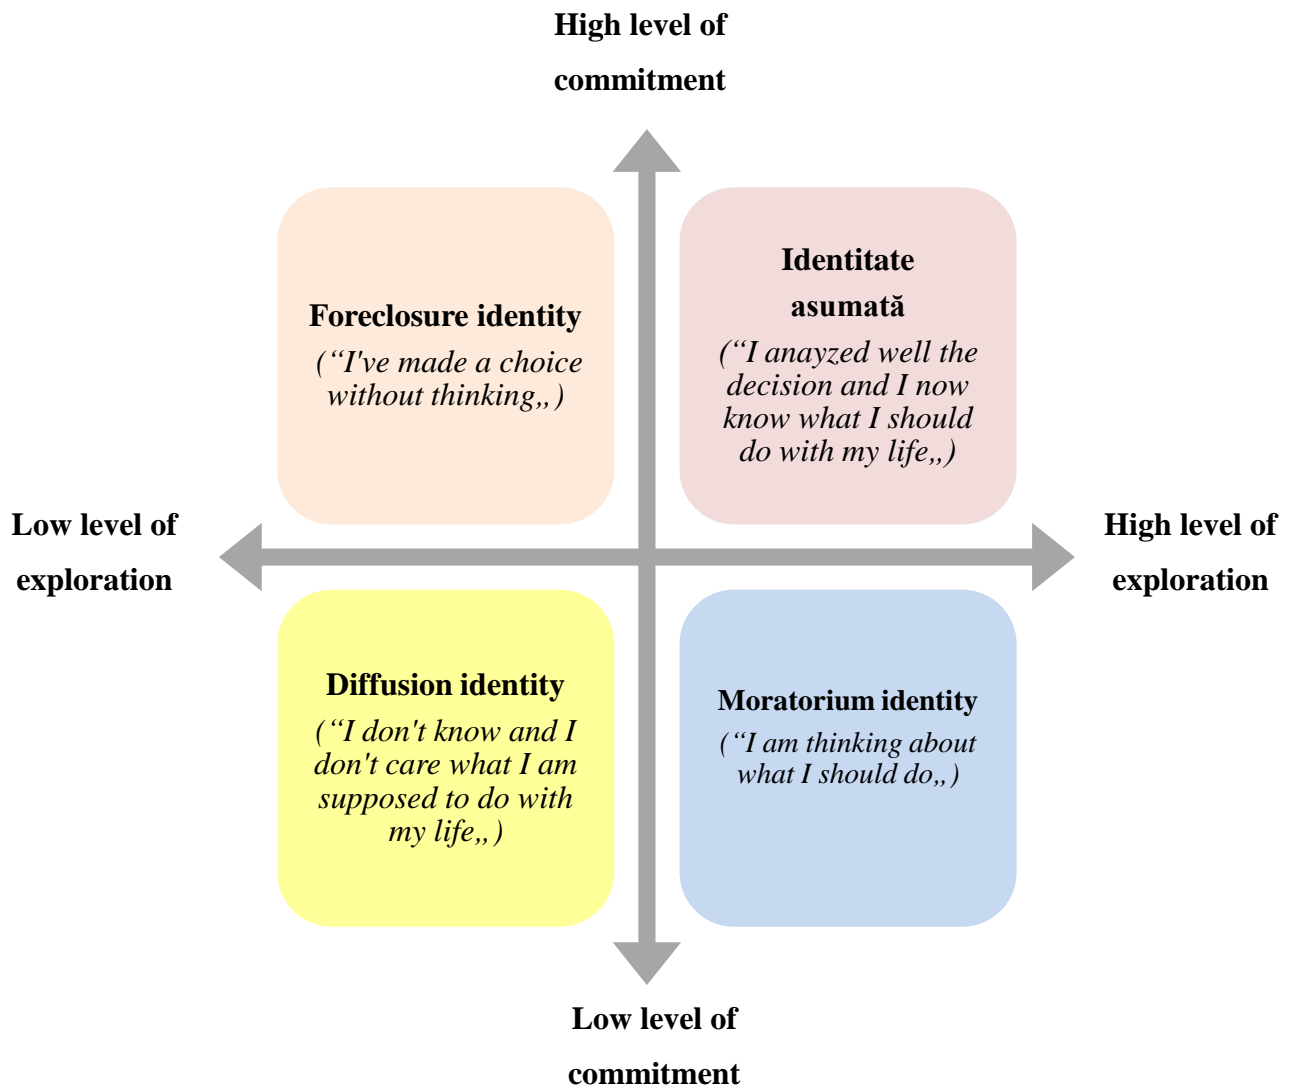 High level of
commitment
Foreclosure identity
(“I've made a choice
without thinking„)
Identitate
asumată
(“I anayzed well the
decision and I now
know what I should
do with my life„)
Low level of
exploration
High level of
exploration
Diffusion identity
(“I don't know and I
don't care what I am
supposed to do with
my life„)
Moratorium identity
(“I am thinking about
what I should do„)
Low level of
commitment